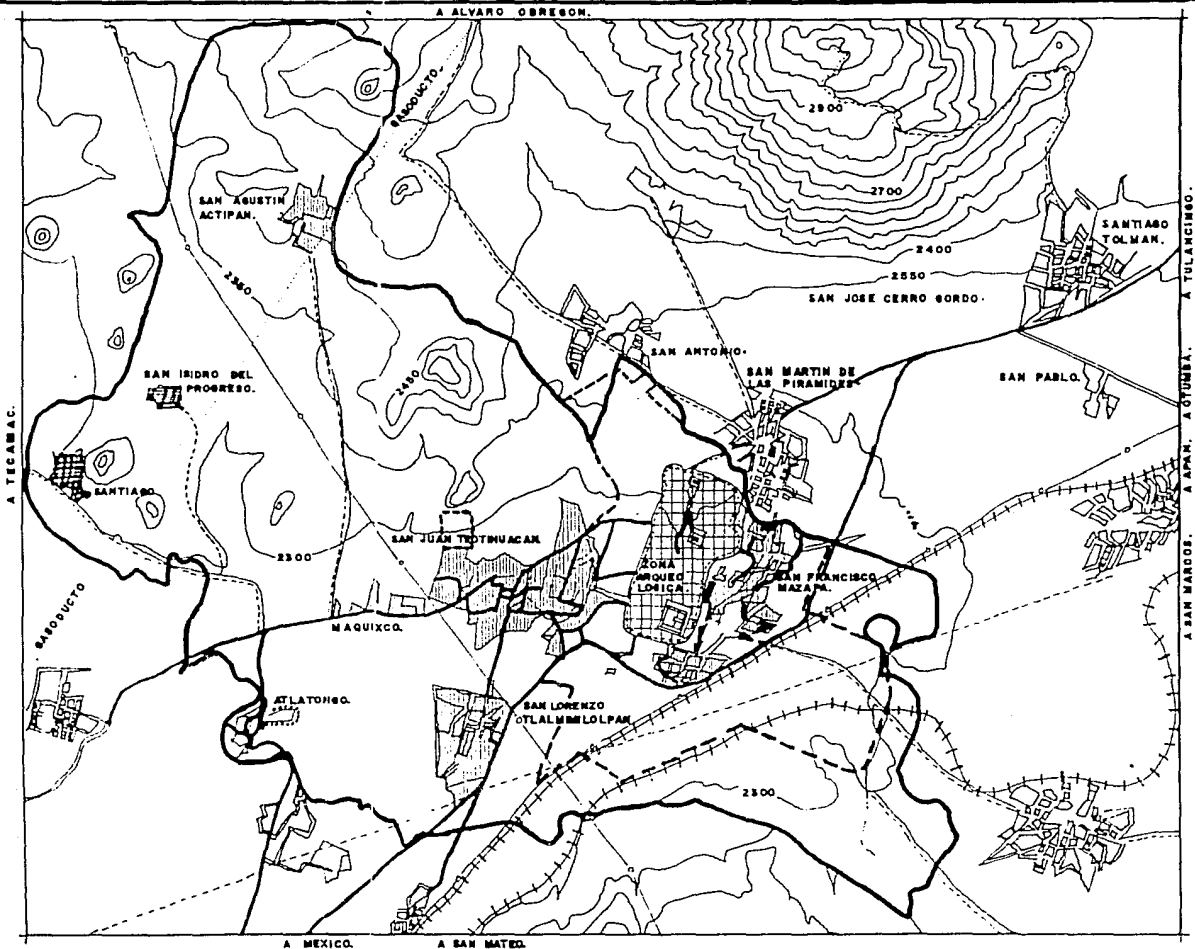 A ALVARO OBREGON.
GASODUCTO.
2900
2700
SAN AGUSTIN
ACTIPAN.
SANTIAGO
TOLMAN.
A TULANCINGO.
2400
2550
2350
SAN JOSE CERRO GORDO.
SAN ANTONIO.
SAN MARTIN DE
LAS PIRAMIDES
SAN PABLO.
SAN ISIDRO DEL
PROGRESO.
2450
A OTUMBA.
A TECAMAC.
SANTIAGO.
A APAN.
2300
SAN JUAN TEOTIHUACAN.
ZONA
ARQUEO
LOGICA
SAN FRANCISCO
MAZAPA.
GASODUCTO
MAQUIXCO.
A SAN MARCOS.
ATLATONGO.
SAN LORENZO
TLALMIMILOLPAN.
2300
A MEXICO.
A SAN MATEO.